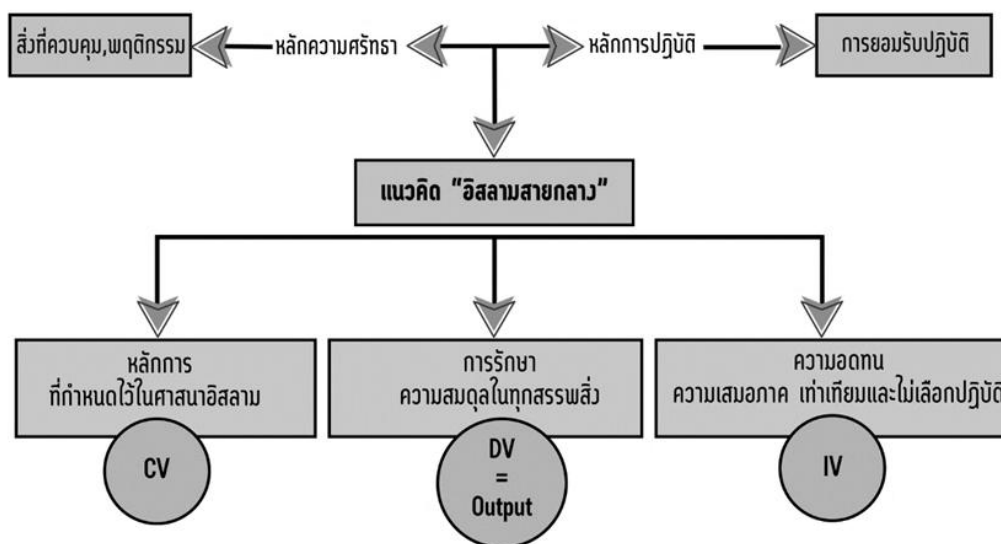 สิ่งที่ควบคุม,พฤติกรรม
หลักความศรัทธา
หลักการปฏิบัติ
การยอมรับปฏิบัติ
แนวคิด “อิสลามสายกลาง”
หลักการ
ที่กำหนดไว้ในศาสนาอิสลาม
CV
การรักษา
ความสมดุลในทุกสรรพสิ่ง
DV
=
Output
ความอดทน
ความเสมอภาค เท่าเทียมและไม่เลือกปฏิบัติ
IV